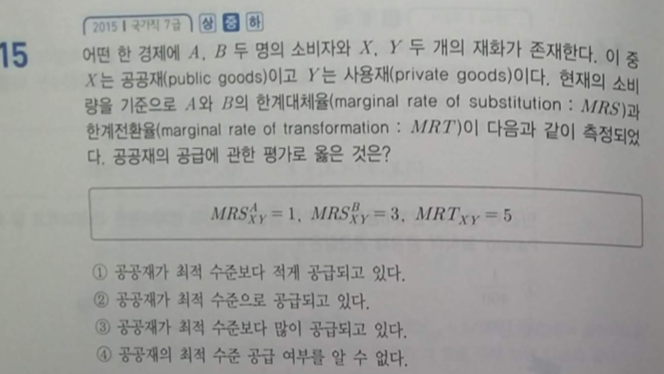 2015 | 국가직 7급 상 중 하
15
어떤 한 경제에 A, B 두 명의 소비자와 X, Y 두 개의 재화가 존재한다. 이 중
X는 공공재(public goods)이고 Y는 사용재(private goods)이다. 현재의 소비
량을 기준으로 A와 B의 한계대체율(marginal rate of substitution : MRS)과
한계전환율(marginal rate of transformation : MRT)이 다음과 같이 측정되었
다. 공공재의 공급에 관한 평가로 옳은 것은?
MRS^A_XY = 1, MRS^B_XY = 3, MRT_XY = 5
① 공공재가 최적 수준보다 적게 공급되고 있다.
② 공공재가 최적 수준으로 공급되고 있다.
③ 공공재가 최적 수준보다 많이 공급되고 있다.
④ 공공재의 최적 수준 공급 여부를 알 수 없다.